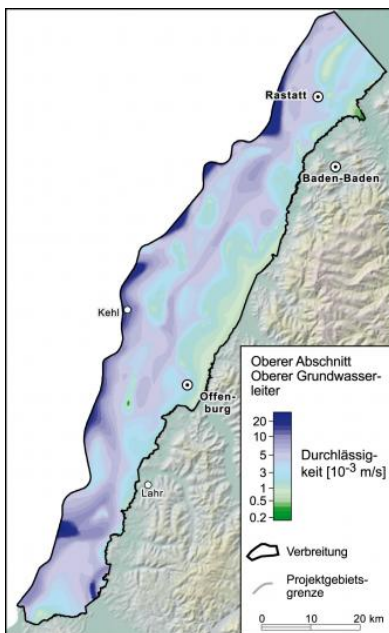 Rastatt
Baden-Baden
Kehl
Offen-
burg
Lahr
Oberer Abschnitt
Oberer Grundwasser-
leiter
20
10
5
3
1
0.5
0.2
Durchlässig-
keit [10⁻³ m/s]
Verbreitung
Projektgebiets-
grenze
0 10 20 km